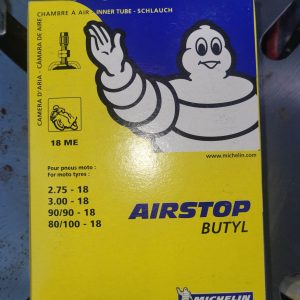 CHAMBRE A AIR - INNER TUBE - SCHLAUCH
CAMERA D'ARIA - CÂMARA DE AIRE
18 ME
www.michelin.com
Pour pneus moto :
For moto tyres :
2.75 - 18
3.00 - 18
90/90 - 18
80/100 - 18
AIRSTOP
BUTYL
MICHELIN